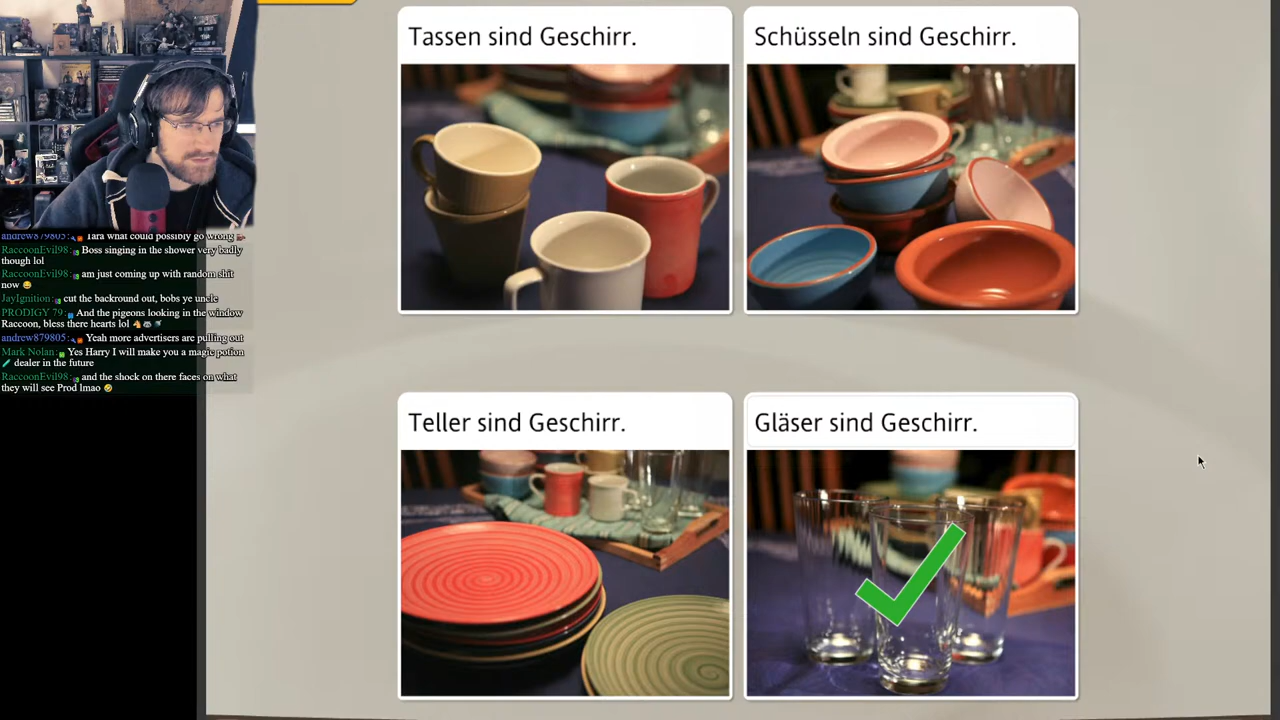 Tassen sind Geschirr.
Schüsseln sind Geschirr.
Teller sind Geschirr.
Gläser sind Geschirr.
andrew879805: Tara what could possibly go wrong
RaccoonEvil98: Boss singing in the shower very badly
though lol
RaccoonEvil98: am just coming up with random shit
now
JayIgnition: cut the backround out, bobs ye uncle
PRODIGY 79: And the pigeons looking in the window
Raccoon, bless there hearts lol
andrew879805: Yeah more advertisers are pulling out
Mark Nolan: Yes Harry I will make you a magic potion
dealer in the future
RaccoonEvil98: and the shock on there faces on what
they will see Prod lmao